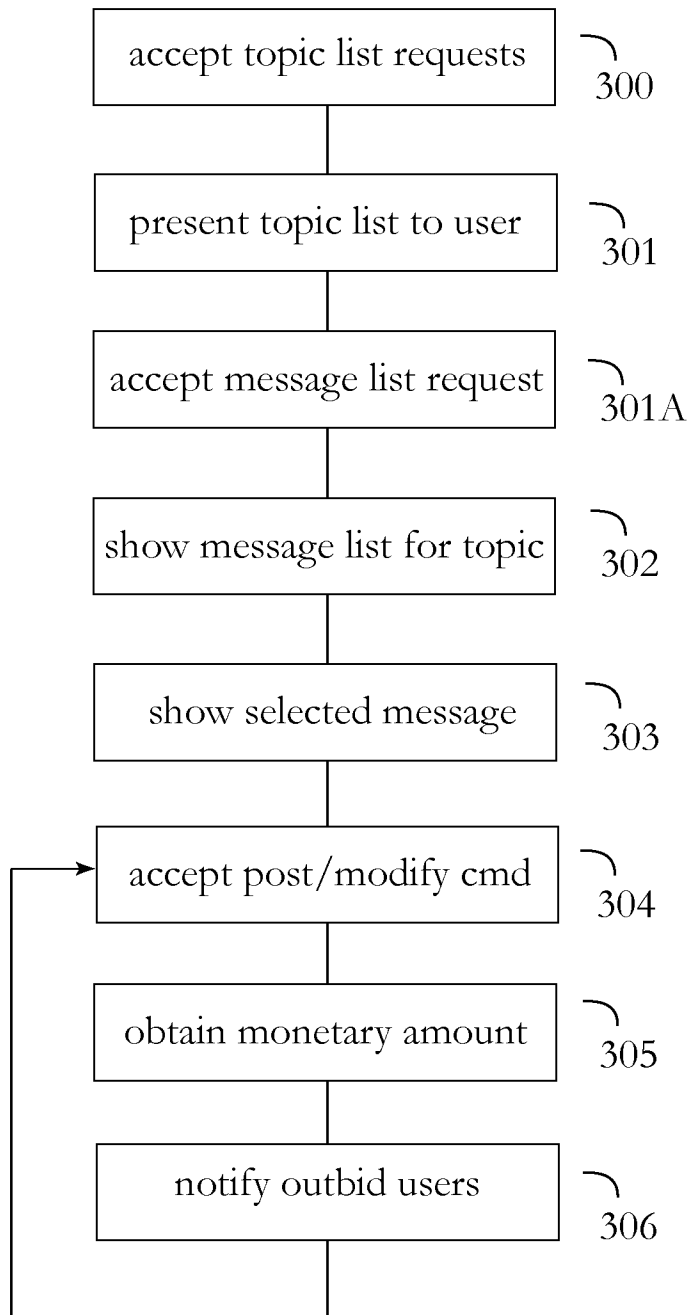 accept topic list requests
300
present topic list to user
301
accept message list request
301A
show message list for topic
302
show selected message
303
accept post/modify cmd
304
obtain monetary amount
305
notify outbid users
306